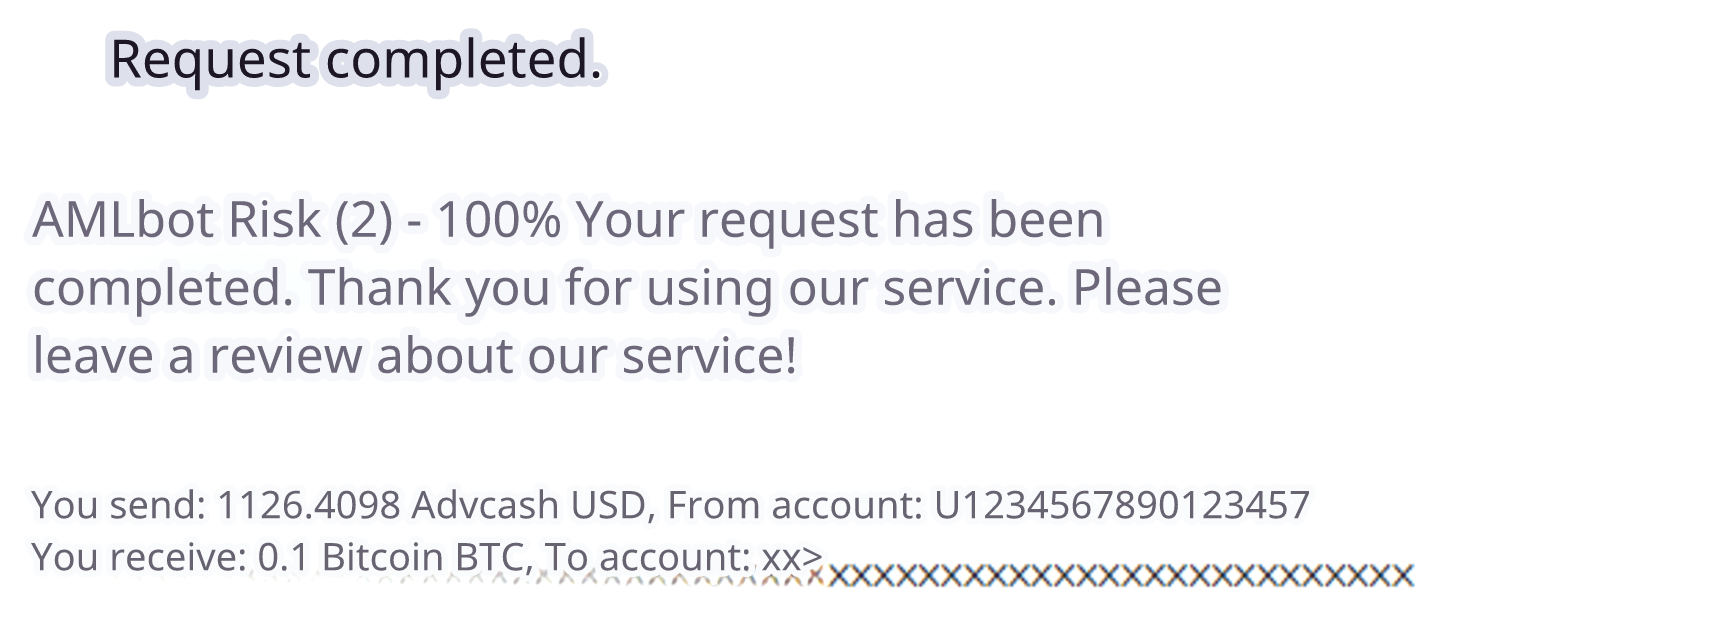 Request completed.
AMLbot Risk (2) - 100% Your request has been
completed. Thank you for using our service. Please
leave a review about our service!
You send: 1126.4098 Advcash USD, From account: U1234567890123457
You receive: 0.1 Bitcoin BTC, To account: xx>